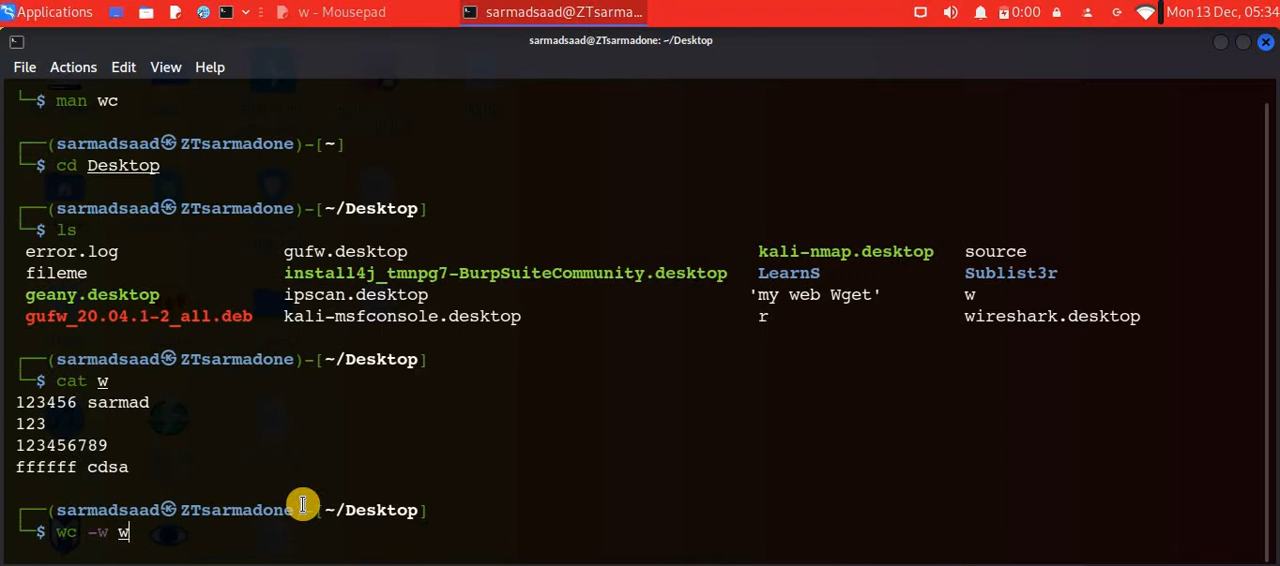 Applications w - Mousepad sarmadsaad@ZTsarma... 0:00 Mon 13 Dec, 05:34
sarmadsaad@ZTsarmadone: ~/Desktop
File Actions Edit View Help
└─$ man wc
┌──(sarmadsaad㉿ZTsarmadone)-[~]
└─$ cd Desktop
┌──(sarmadsaad㉿ZTsarmadone)-[~/Desktop]
└─$ ls
error.log gufw.desktop kali-nmap.desktop source
fileme install4j_tmnpg7-BurpSuiteCommunity.desktop LearnS Sublist3r
geany.desktop ipscan.desktop 'my web Wget' w
gufw_20.04.1-2_all.deb kali-msfconsole.desktop r wireshark.desktop
┌──(sarmadsaad㉿ZTsarmadone)-[~/Desktop]
└─$ cat w
123456 sarmad
123
123456789
ffffff cdsa
┌──(sarmadsaad㉿ZTsarmadone)-[~/Desktop]
└─$ wc -w w